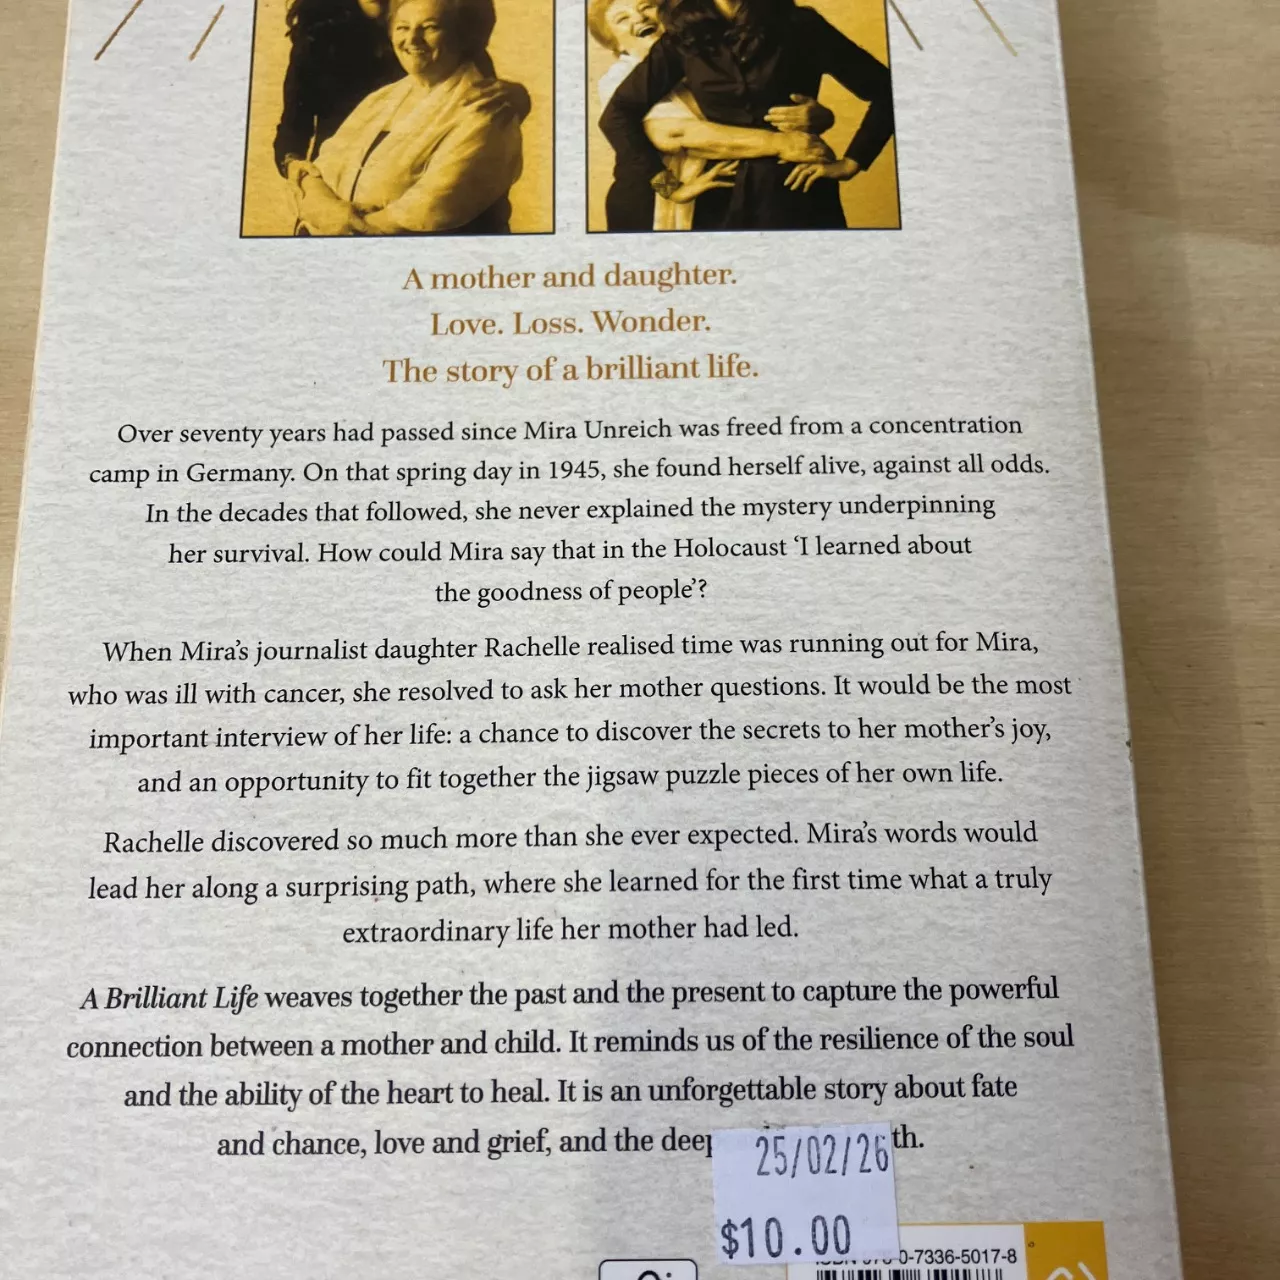 A mother and daughter.
Love. Loss. Wonder.
The story of a brilliant life.
Over seventy years had passed since Mira Unreich was freed from a concentration
camp in Germany. On that spring day in 1945, she found herself alive, against all odds.
In the decades that followed, she never explained the mystery underpinning
her survival. How could Mira say that in the Holocaust ‘I learned about
the goodness of people’?
When Mira’s journalist daughter Rachelle realised time was running out for Mira,
who was ill with cancer, she resolved to ask her mother questions. It would be the most
important interview of her life: a chance to discover the secrets to her mother’s joy,
and an opportunity to fit together the jigsaw puzzle pieces of her own life.
Rachelle discovered so much more than she ever expected. Mira’s words would
lead her along a surprising path, where she learned for the first time what a truly
extraordinary life her mother had led.
A Brilliant Life weaves together the past and the present to capture the powerful
connection between a mother and child. It reminds us of the resilience of the soul
and the ability of the heart to heal. It is an unforgettable story about fate
and chance, love and grief, and the
25/02/26
$10.00
0-7336-5017-8